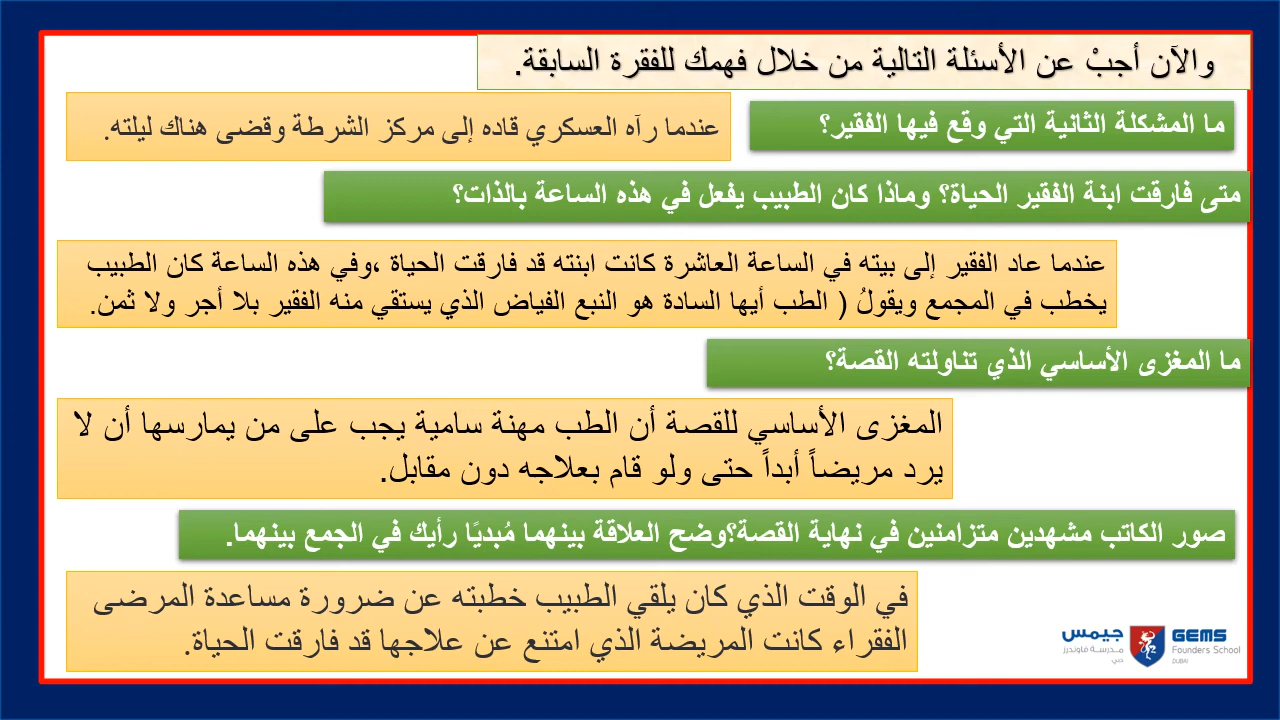 والآن أجبْ عن الأسئلة التالية من خلال فهمك للفقرة السابقة.
ما المشكلة الثانية التي وقع فيها الفقير؟
عندما رآه العسكري قاده إلى مركز الشرطة وقضى هناك ليلته.
متى فارقت ابنة الفقير الحياة؟ وماذا كان الطبيب يفعل في هذه الساعة بالذات؟
عندما عاد الفقير إلى بيته في الساعة العاشرة كانت ابنته قد فارقت الحياة ،وفي هذه الساعة كان الطبيب
يخطب في المجمع ويقولُ ( الطب أيها السادة هو النبع الفياض الذي يستقي منه الفقير بلا أجر ولا ثمن.
ما المغزى الأساسي الذي تناولته القصة؟
المغزى الأساسي للقصة أن الطب مهنة سامية يجب على من يمارسها أن لا
يرد مريضاً أبداً حتى ولو قام بعلاجه دون مقابل.
صور الكاتب مشهدين متزامنين في نهاية القصة؟وضح العلاقة بينهما مُبديًا رأيك في الجمع بينهما.
في الوقت الذي كان يلقي الطبيب خطبته عن ضرورة مساعدة المرضى
الفقراء كانت المريضة الذي امتنع عن علاجها قد فارقت الحياة.
جيمس
مدرسة فاوندرز
دبي
GEMS
Founders School
DUBAI